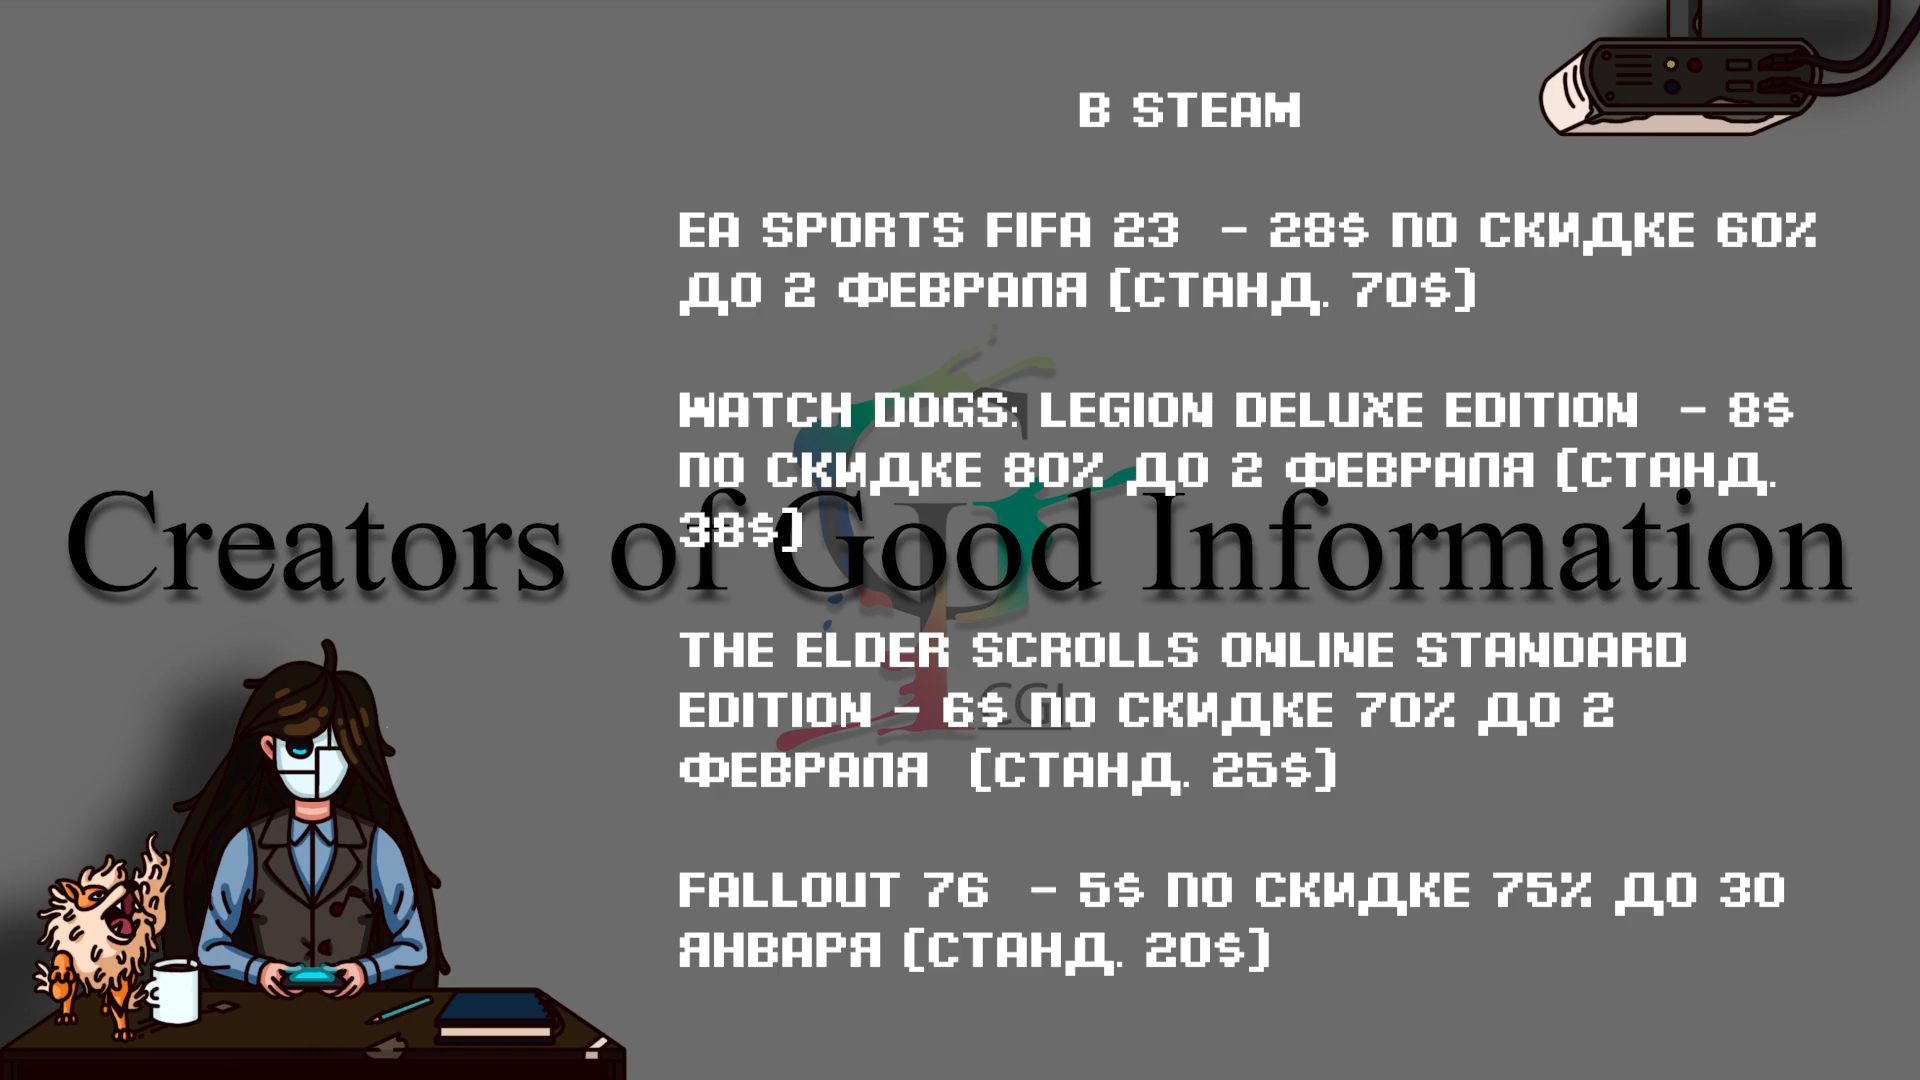 В STEAM
EA SPORTS FIFA 23 - 28$ ПО СКИДКЕ 60%
ДО 2 ФЕВРАЛЯ (СТАНД. 70$)
WATCH DOGS: LEGION DELUXE EDITION - 8$
ПО СКИДКЕ 80% ДО 2 ФЕВРАЛЯ (СТАНД.
38$)
Creators of Good Information
THE ELDER SCROLLS ONLINE STANDARD
EDITION - 6$ ПО СКИДКЕ 70% ДО 2
ФЕВРАЛЯ (СТАНД. 25$)
CGI
FALLOUT 76 - 5$ ПО СКИДКЕ 75% ДО 30
ЯНВАРЯ (СТАНД. 20$)